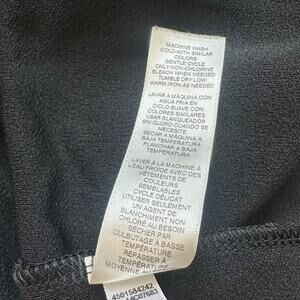 MACHINE WASH
COLD-WITH SIMILAR
COLORS
GENTLE CYCLE
ONLY NON-CHLORINE
BLEACH WHEN NEEDED
TUMBLE DRY LOW
WARM IRON AS NEEDED
LAVAR A MÁQUINA CON
AGUA FRIA EN
CICLO SUAVE CON
COLORES SIMILARES
USAR BLANQUEADOR
SIN CLORO CUANDO SE
NECESITE
SECAR A MÁQUINA A
BAJA TEMPERATURA
PLANCHAR A BAJA
TEMPERATURA
LAVER À LA MACHINE À
L'EAU FROIDE AVEC DES
VÊTEMENTS DE
COULEURS
SEMBLABLES
CYCLE DÉLICAT
UTILISER SEULEMENT
UN AGENT DE
BLANCHIMENT NON
CHLORÉ AU BESOIN
SÉCHER PAR
CULBUTAGE À BASSE
TEMPÉRATURE
REPASSER À
TEMPÉRATURE
MOYENNE AU
4501584242